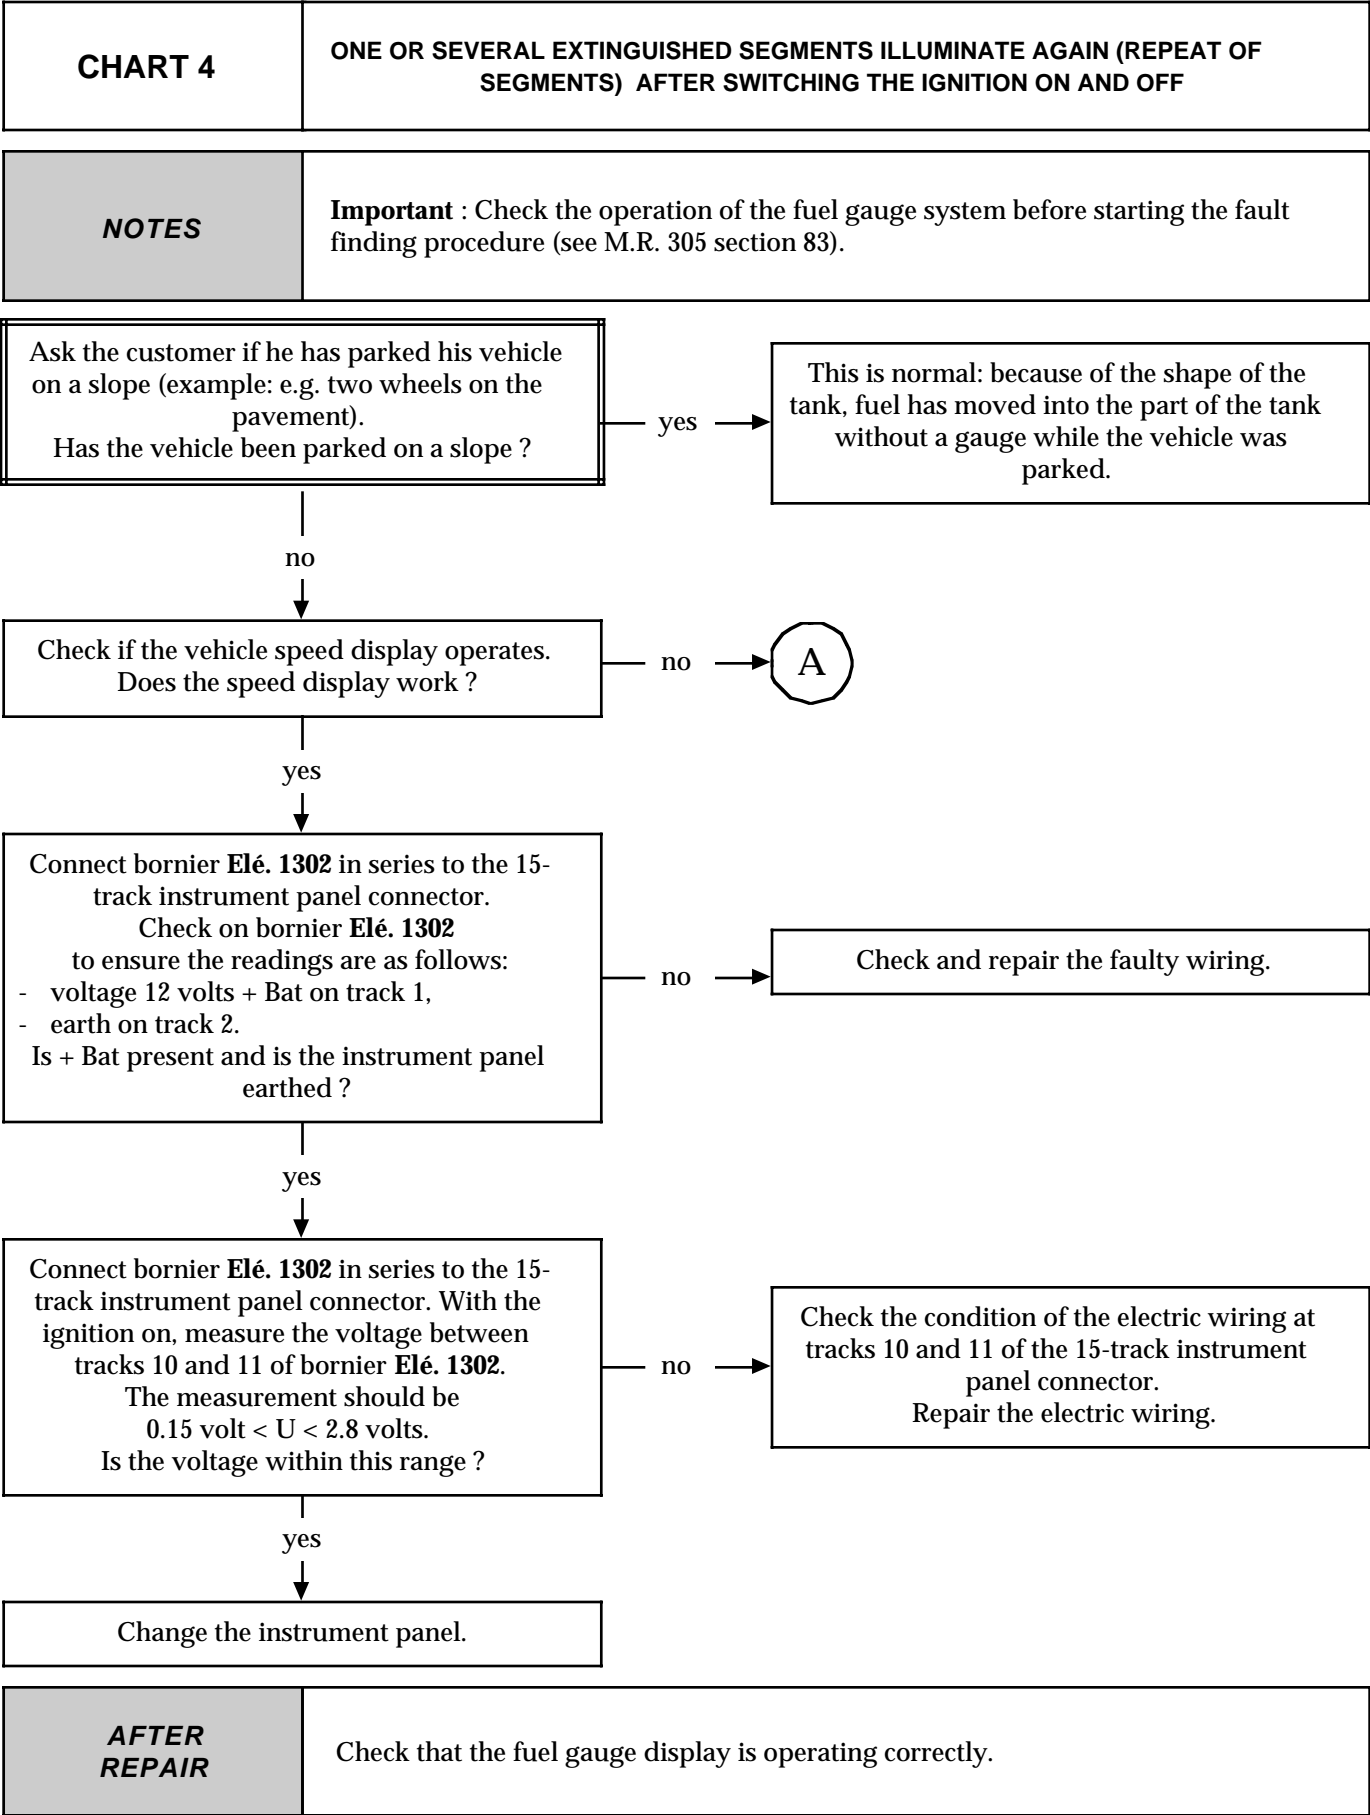 CHART 4
ONE OR SEVERAL EXTINGUISHED SEGMENTS ILLUMINATE AGAIN (REPEAT OF
SEGMENTS) AFTER SWITCHING THE IGNITION ON AND OFF
NOTES
Important : Check the operation of the fuel gauge system before starting the fault
finding procedure (see M.R. 305 section 83).
Ask the customer if he has parked his vehicle
on a slope (example: e.g. two wheels on the
pavement).
Has the vehicle been parked on a slope ?
yes
This is normal: because of the shape of the
tank, fuel has moved into the part of the tank
without a gauge while the vehicle was
parked.
no
Check if the vehicle speed display operates.
Does the speed display work ?
no
A
yes
Connect bornier Elé. 1302 in series to the 15-
track instrument panel connector.
Check on bornier Elé. 1302
to ensure the readings are as follows:
- voltage 12 volts + Bat on track 1,
- earth on track 2.
Is + Bat present and is the instrument panel
earthed ?
no
Check and repair the faulty wiring.
yes
Connect bornier Elé. 1302 in series to the 15-
track instrument panel connector. With the
ignition on, measure the voltage between
tracks 10 and 11 of bornier Elé. 1302.
The measurement should be
0.15 volt < U < 2.8 volts.
Is the voltage within this range ?
no
Check the condition of the electric wiring at
tracks 10 and 11 of the 15-track instrument
panel connector.
Repair the electric wiring.
yes
Change the instrument panel.
AFTER
REPAIR
Check that the fuel gauge display is operating correctly.